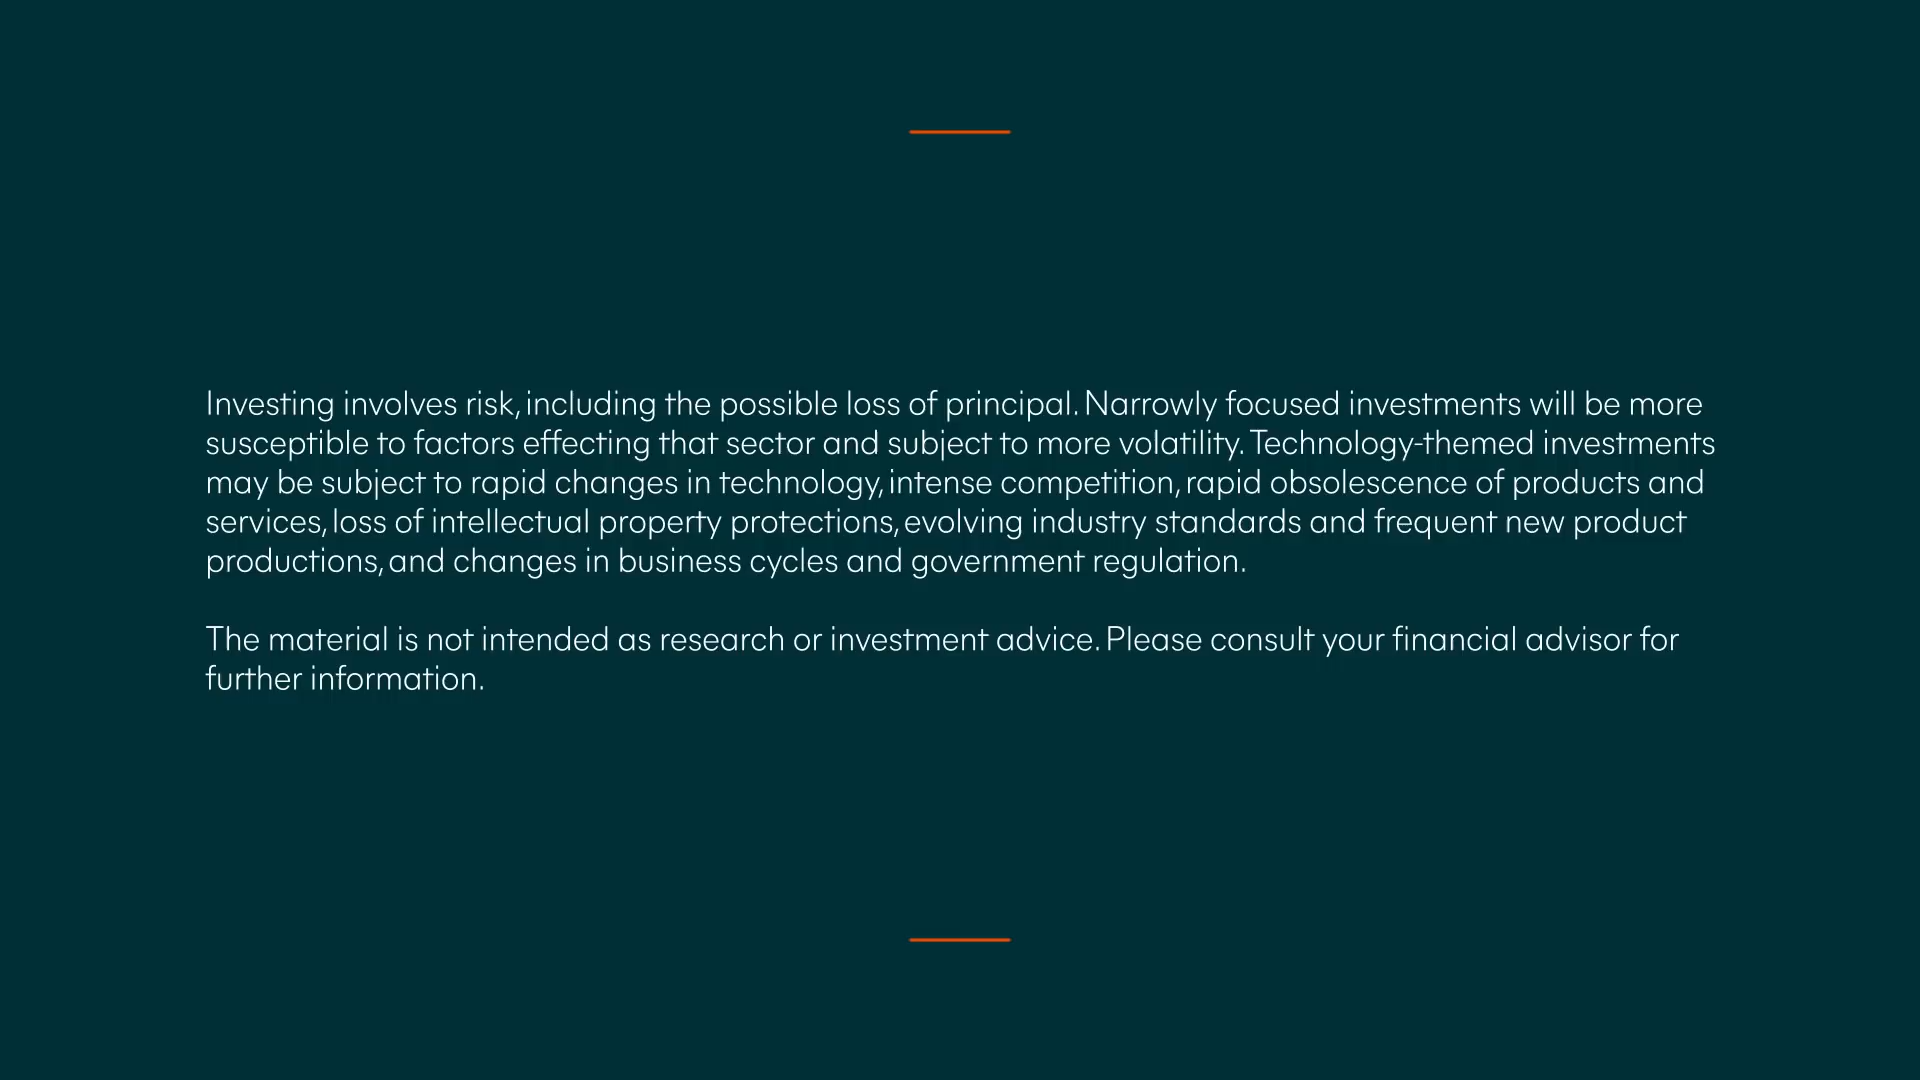 Investing involves risk, including the possible loss of principal. Narrowly focused investments will be more
susceptible to factors effecting that sector and subject to more volatility. Technology-themed investments
may be subject to rapid changes in technology, intense competition, rapid obsolescence of products and
services, loss of intellectual property protections, evolving industry standards and frequent new product
productions, and changes in business cycles and government regulation.
The material is not intended as research or investment advice. Please consult your financial advisor for
further information.